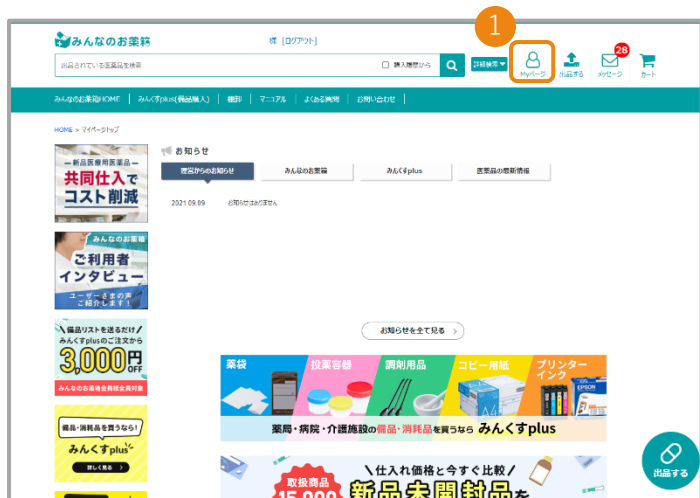 1
みんなのお薬箱
様 [ログアウト]
出品されている医薬品を検索
購入履歴から
詳細検索▼
Myページ
出品する
28
メッセージ
カート
みんなのお薬箱HOME
みんくすplus(備品購入)
棚卸
マニュアル
よくある質問
お問い合わせ
HOME > マイページトップ
お知らせ
運営からのお知らせ
みんなのお薬箱
みんくすplus
医薬品の最新情報
2021.09.09 お知らせはありません
お知らせを全て見る
ー新品医療用医薬品ー
共同仕入で
コスト削減
みんなのお薬箱
ご利用者
インタビュー
ユーザーさまの声
ご紹介します!
備品リストを送るだけ
みんくすplusのご注文から
3,000円
OFF
みんなのお薬箱会員様全員対象
備品・消耗品を買うなら!
みんくすplus
詳しく見る
薬袋
投薬容器
調剤用品
コピー用紙
プリンター
インク
A4
EPSON
薬局・病院・介護施設の備品・消耗品を買うなら みんくすplus
取扱商品
15,000
仕入れ価格と今すぐ比較
新品未開封品を
出品する